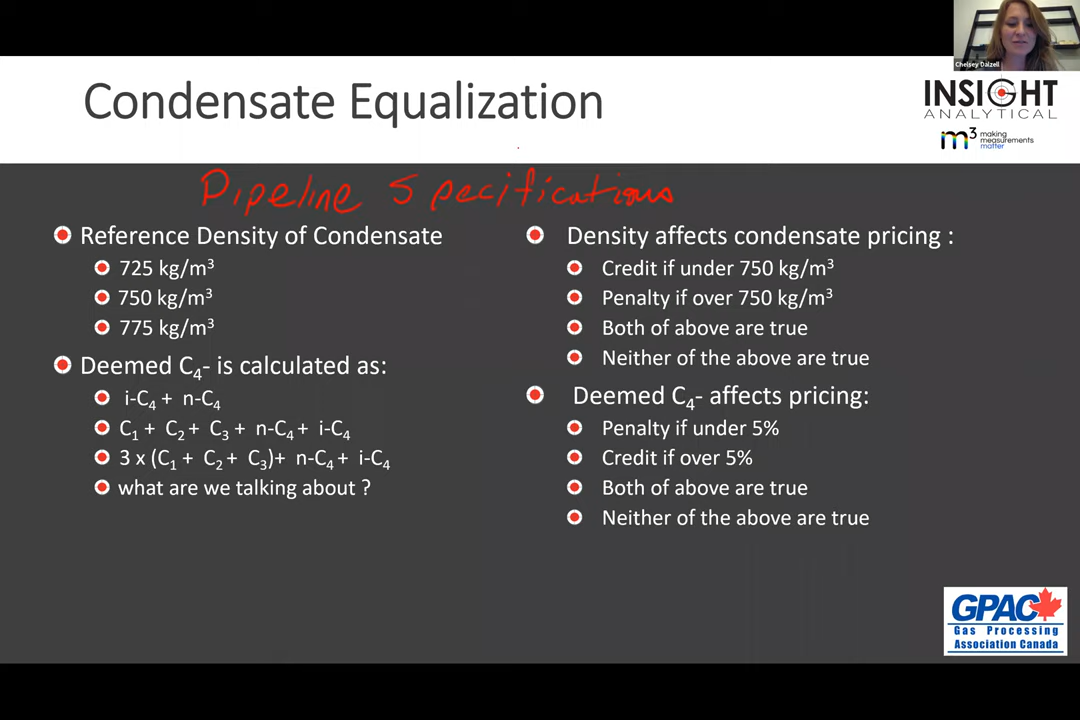 Chelsey Dalzell
Condensate Equalization
INSIGHT
ANALYTICAL
m³ making
measurements
matter
Pipeline Specifications
Reference Density of Condensate
725 kg/m³
750 kg/m³
775 kg/m³
Deemed C₄- is calculated as:
i-C₄ + n-C₄
C₁ + C₂ + C₃ + n-C₄ + i-C₄
3 x (C₁ + C₂ + C₃)+ n-C₄ + i-C₄
what are we talking about ?
Density affects condensate pricing :
Credit if under 750 kg/m³
Penalty if over 750 kg/m³
Both of above are true
Neither of the above are true
Deemed C₄- affects pricing:
Penalty if under 5%
Credit if over 5%
Both of above are true
Neither of the above are true
GPAC
Gas Processing
Association Canada